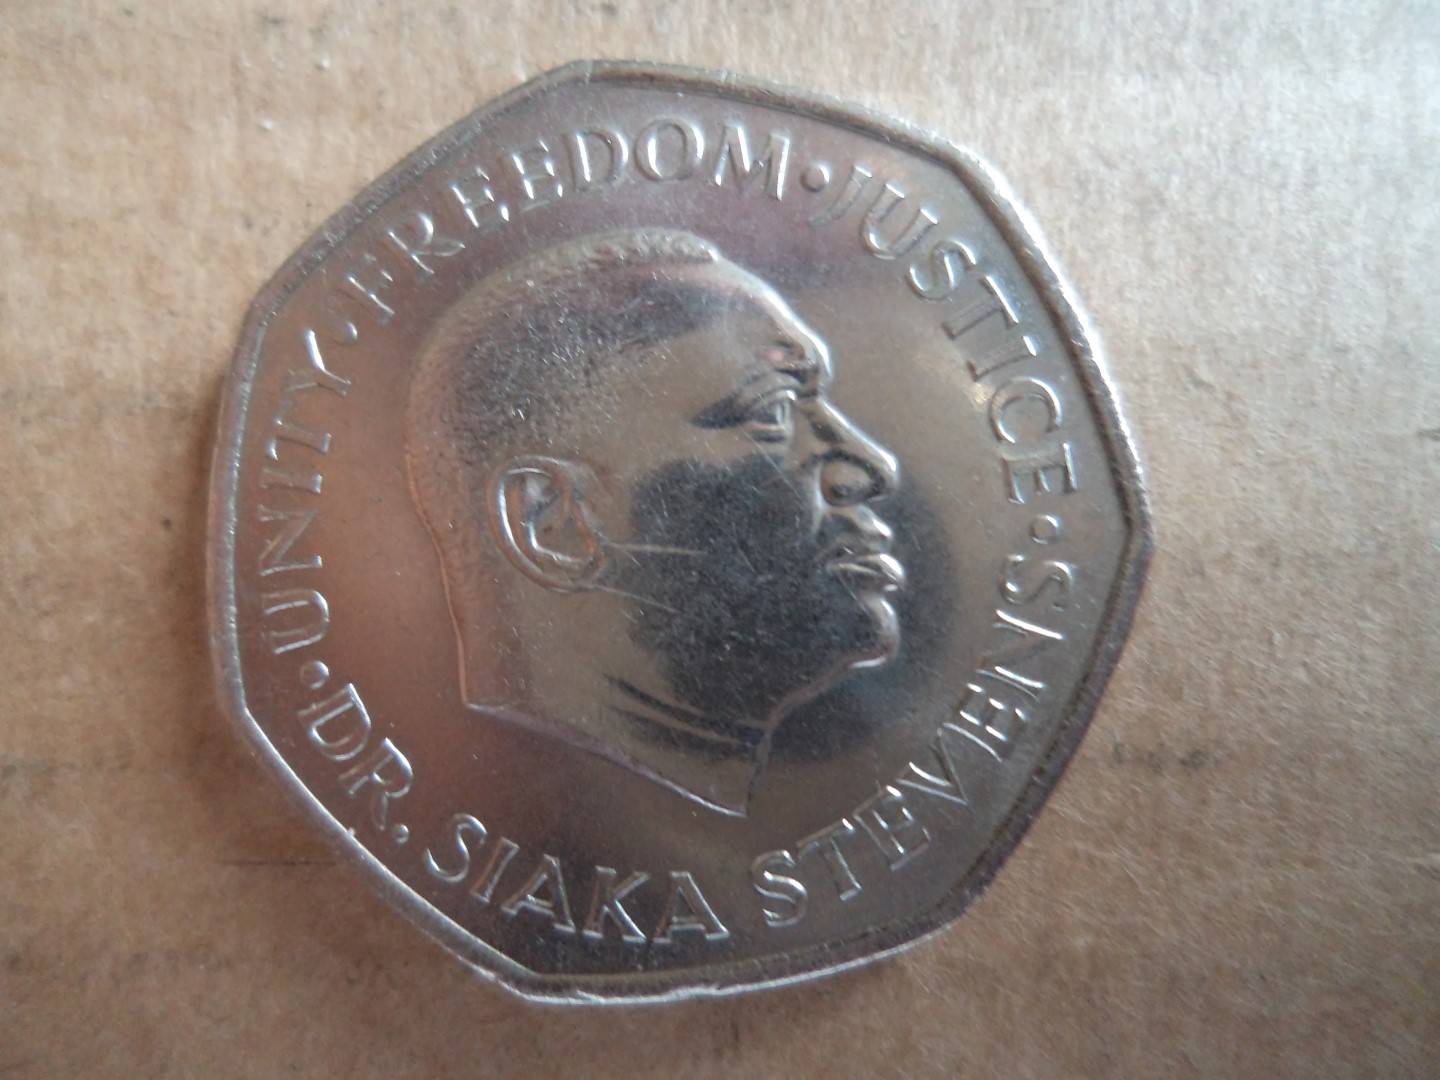 UNITY • FREEDOM • JUSTICE •
DR. SIAKA STEVENS •